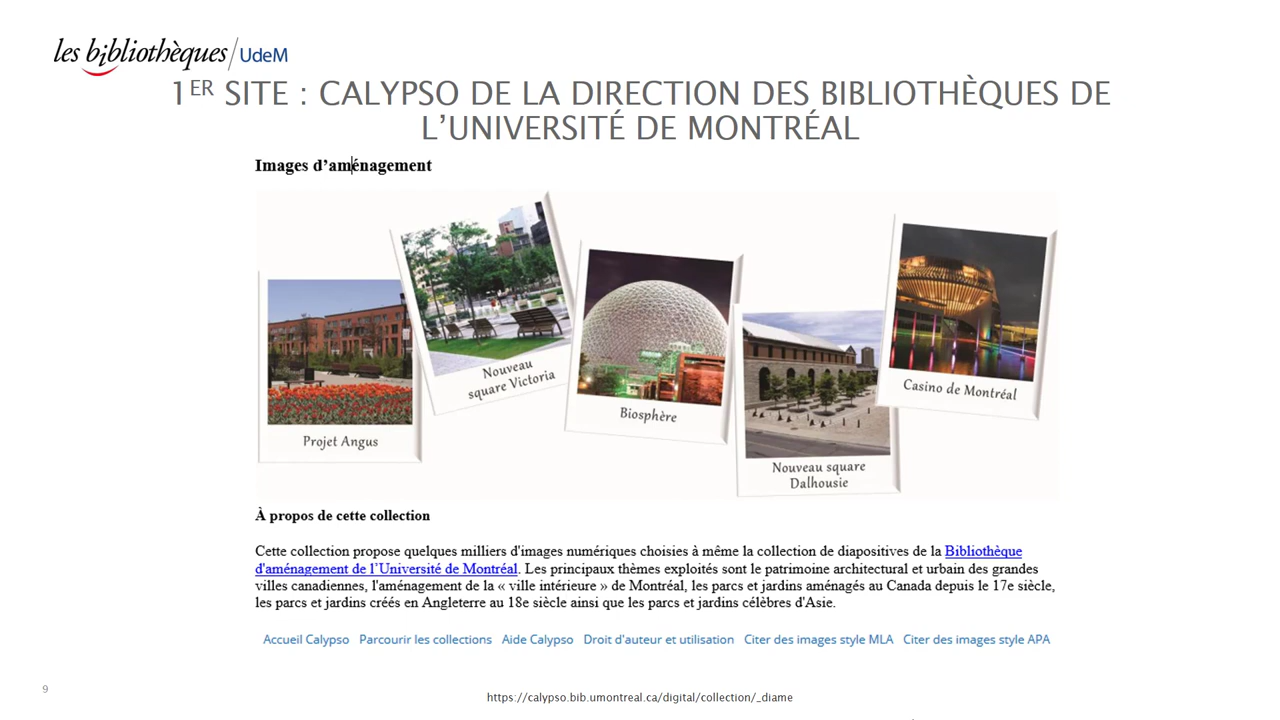 les bibliothèques/UdeM
1ER SITE : CALYPSO DE LA DIRECTION DES BIBLIOTHÈQUES DE
L'UNIVERSITÉ DE MONTRÉAL
Images d'aménagement
Projet Angus
Nouveau
square Victoria
Biosphère
Nouveau square
Dalhousie
Casino de Montréal
À propos de cette collection
Cette collection propose quelques milliers d'images numériques choisies à même la collection de diapositives de la Bibliothèque
d'aménagement de l'Université de Montréal. Les principaux thèmes exploités sont le patrimoine architectural et urbain des grandes
villes canadiennes, l'aménagement de la « ville intérieure » de Montréal, les parcs et jardins aménagés au Canada depuis le 17e siècle,
les parcs et jardins créés en Angleterre au 18e siècle ainsi que les parcs et jardins célèbres d'Asie.
Accueil Calypso Parcourir les collections Aide Calypso Droit d'auteur et utilisation Citer des images style MLA Citer des images style APA
9
https://calypso.bib.umontreal.ca/digital/collection/_diame